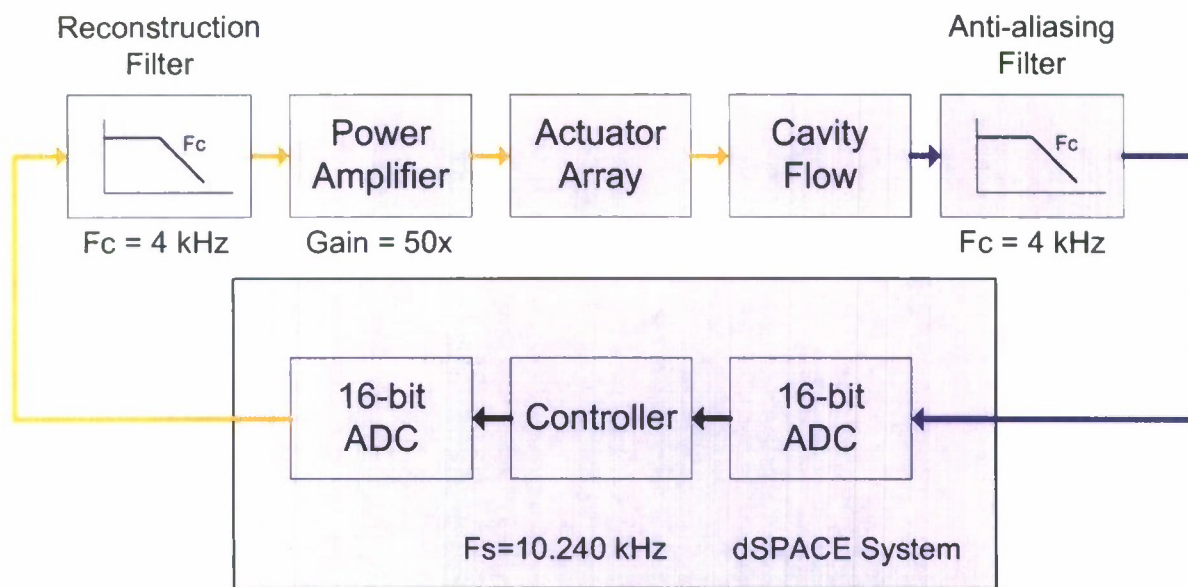 Reconstruction
Filter
Anti-aliasing
Filter
Fc
Power
Amplifier
Actuator
Array
Cavity
Flow
Fc
Fc = 4 kHz
Gain = 50x
Fc = 4 kHz
16-bit
ADC
Controller
16-bit
ADC
Fs=10.240 kHz
dSPACE System